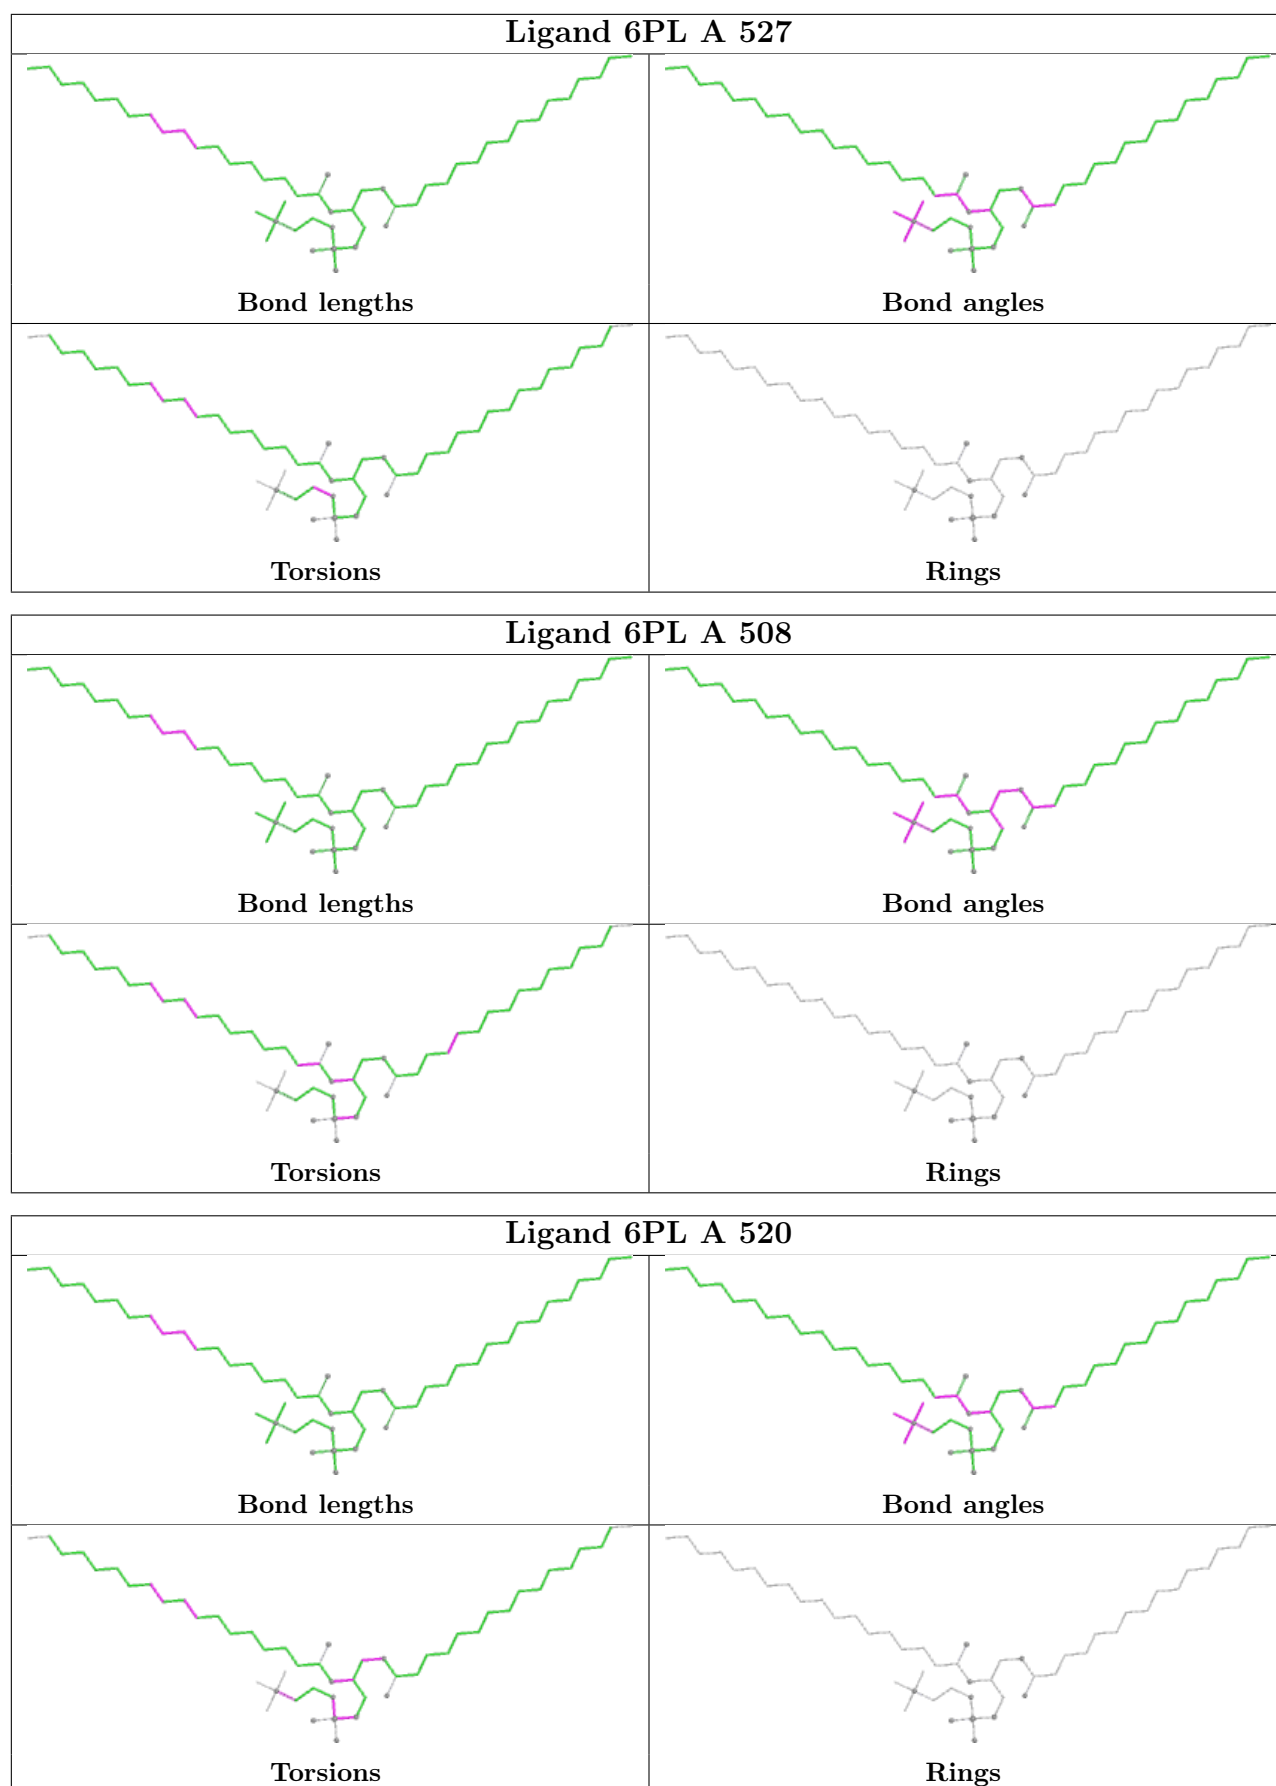 Ligand 6PL A 527
Bond lengths
Bond angles
Torsions
Rings
Ligand 6PL A 508
Bond lengths
Bond angles
Torsions
Rings
Ligand 6PL A 520
Bond lengths
Bond angles
Torsions
Rings